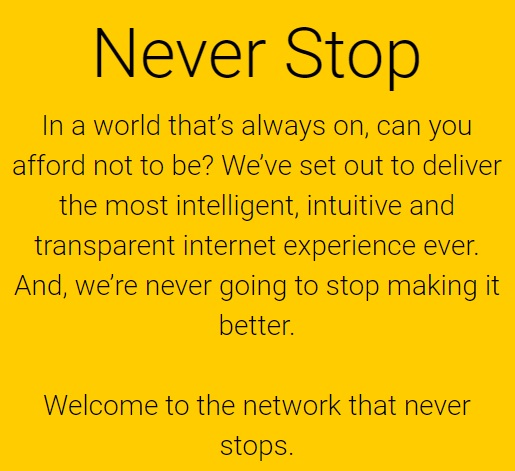 Never Stop
In a world that’s always on, can you
afford not to be? We’ve set out to deliver
the most intelligent, intuitive and
transparent internet experience ever.
And, we’re never going to stop making it
better.
Welcome to the network that never
stops.